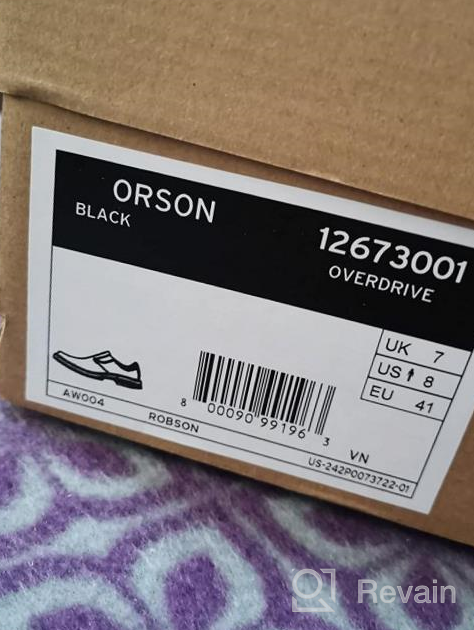 ORSON
BLACK
12673001
OVERDRIVE
UK 7
US 8
EU 41
8 00090 99196 3
AW004
ROBSON
VN
US-242P0073722-01
Revain